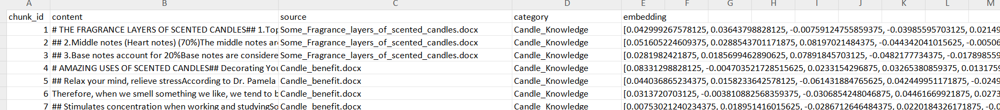 A B C D E F G H I J K L M
chunk_id content source category embedding
1 # THE FRAGRANCE LAYERS OF SCENTED CANDLES## 1.Top Some_Fragrance_layers_of_scented_candles.docx Candle_Knowledge [0.042999267578125, 0.03643798828125, -0.00759124755859375, -0.03985595703125, 0.02149
2 ## 2.Middle notes (Heart notes) (70%)The middle notes are Some_Fragrance_layers_of_scented_candles.docx Candle_Knowledge [0.051605224609375, 0.0288543701171875, 0.08197021484375, -0.044342041015625, -0.00506
3 ## 3.Base notes account for 20%Base notes are considere Some_Fragrance_layers_of_scented_candles.docx Candle_Knowledge [0.0281982421875, 0.0185699462890625, 0.07891845703125, -0.0482177734375, -0.017898559
4 # AMAZING USES OF SCENTED CANDLES## Decorating You Candle_benefit.docx Candle_Knowledge [0.08331298828125, -0.004703521728515625, 0.0233154296875, 0.03265380859375, 0.0131759
5 ## Relax your mind, relieve stressAccording to Dr. Pamela Candle_benefit.docx Candle_Knowledge [0.044036865234375, 0.0158233642578125, -0.061431884765625, 0.042449951171875, -0.0249
6 Therefore, when we smell something we like, we tend to b Candle_benefit.docx Candle_Knowledge [0.0313720703125, -0.003810882568359375, -0.0306854248046875, 0.04461669921875, 0.0273
7 ## Stimulates concentration when working and studyingSo Candle_benefit.docx Candle_Knowledge [0.00753021240234375, 0.018951416015625, -0.0286712646484375, 0.0220184326171875, -0.0